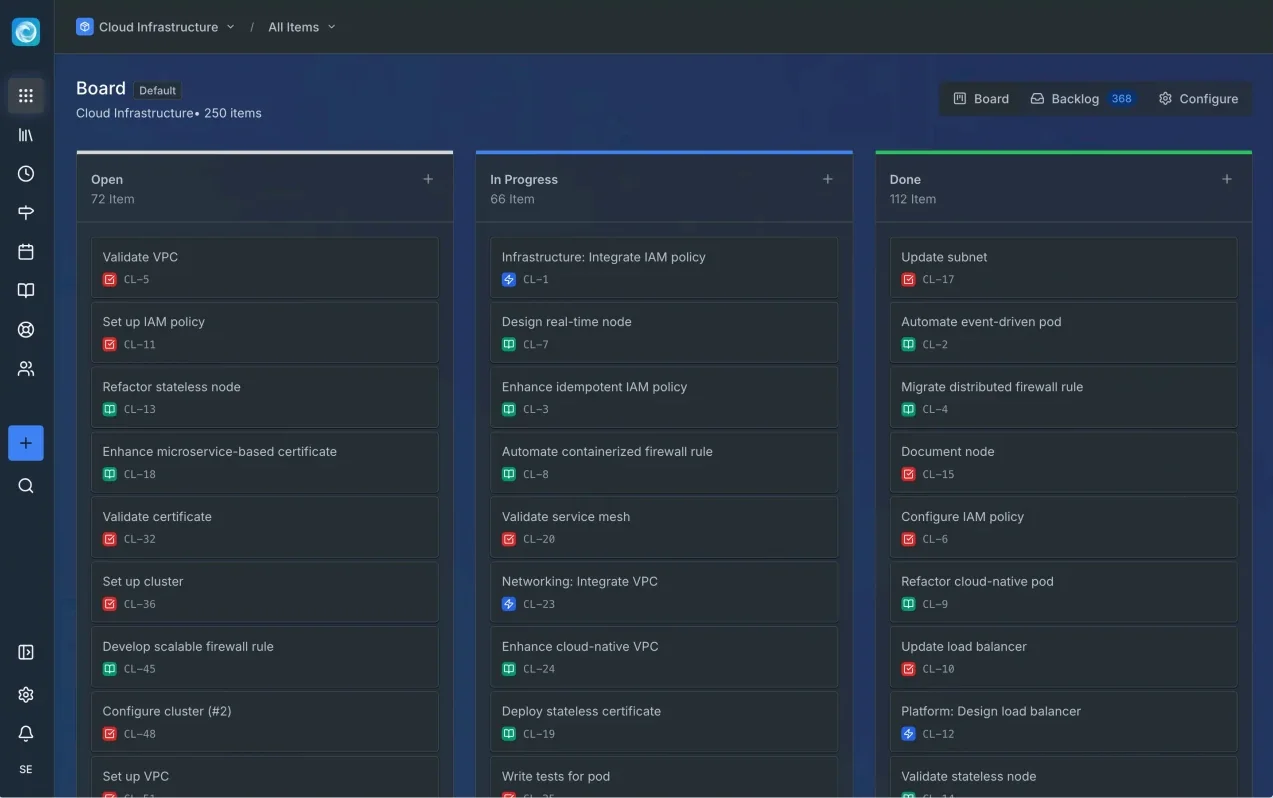 Cloud Infrastructure / All Items
Board Default
Cloud Infrastructure• 250 items
Board Backlog 368 Configure
Open
72 Item
Validate VPC
CL-5
Set up IAM policy
CL-11
Refactor stateless node
CL-13
Enhance microservice-based certificate
CL-18
Validate certificate
CL-32
Set up cluster
CL-36
Develop scalable firewall rule
CL-45
Configure cluster (#2)
CL-48
Set up VPC
CL-51
In Progress
66 Item
Infrastructure: Integrate IAM policy
CL-1
Design real-time node
CL-7
Enhance idempotent IAM policy
CL-3
Automate containerized firewall rule
CL-8
Validate service mesh
CL-20
Networking: Integrate VPC
CL-23
Enhance cloud-native VPC
CL-24
Deploy stateless certificate
CL-19
Write tests for pod
Done
112 Item
Update subnet
CL-17
Automate event-driven pod
CL-2
Migrate distributed firewall rule
CL-4
Document node
CL-15
Configure IAM policy
CL-6
Refactor cloud-native pod
CL-9
Update load balancer
CL-10
Platform: Design load balancer
CL-12
Validate stateless node
CL-14
SE